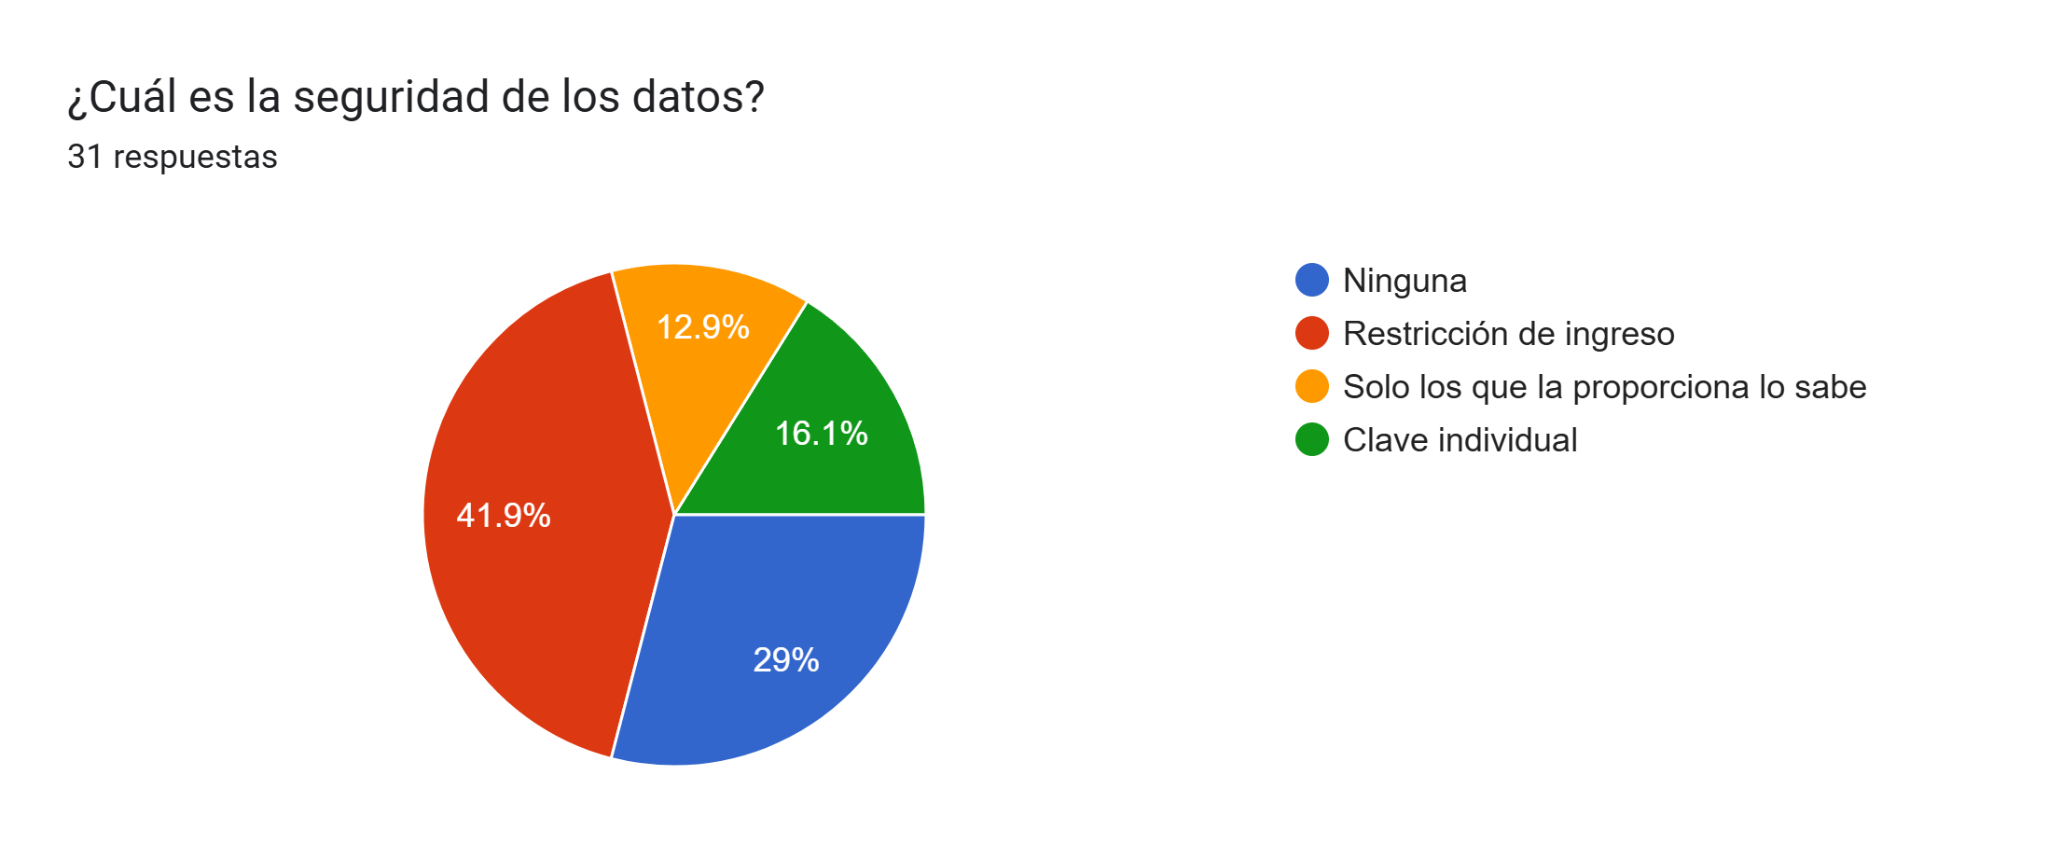 ¿Cuál es la seguridad de los datos?
31 respuestas
12.9%
16.1%
41.9%
29%
Ninguna
Restricción de ingreso
Solo los que la proporciona lo sabe
Clave individual